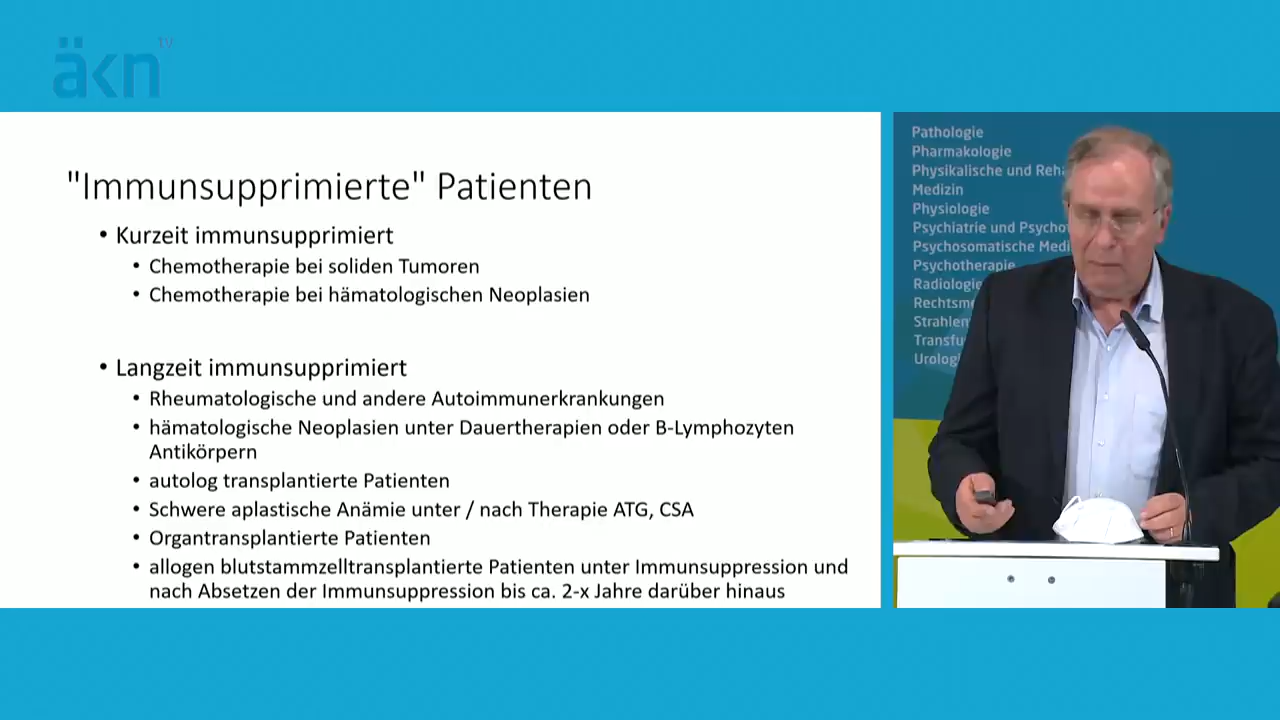 äkn tv
"Immunsupprimierte" Patienten
• Kurzeit immunsupprimiert
• Chemotherapie bei soliden Tumoren
• Chemotherapie bei hämatologischen Neoplasien
• Langzeit immunsupprimiert
• Rheumatologische und andere Autoimmunerkrankungen
• hämatologische Neoplasien unter Dauertherapien oder B-Lymphozyten
Antikörpern
• autolog transplantierte Patienten
• Schwere aplastische Anämie unter / nach Therapie ATG, CSA
• Organtransplantierte Patienten
• allogen blutstammzelltransplantierte Patienten unter Immunsuppression und
nach Absetzen der Immunsuppression bis ca. 2-x Jahre darüber hinaus
Pathologie
Pharmakologie
Physikalische und Reha
Medizin
Physiologie
Psychiatrie und Psycho
Psychosomatische Medi
Psychotherapie
Radiologie
Rechtsme
Strahlen
Transfu
Urologi